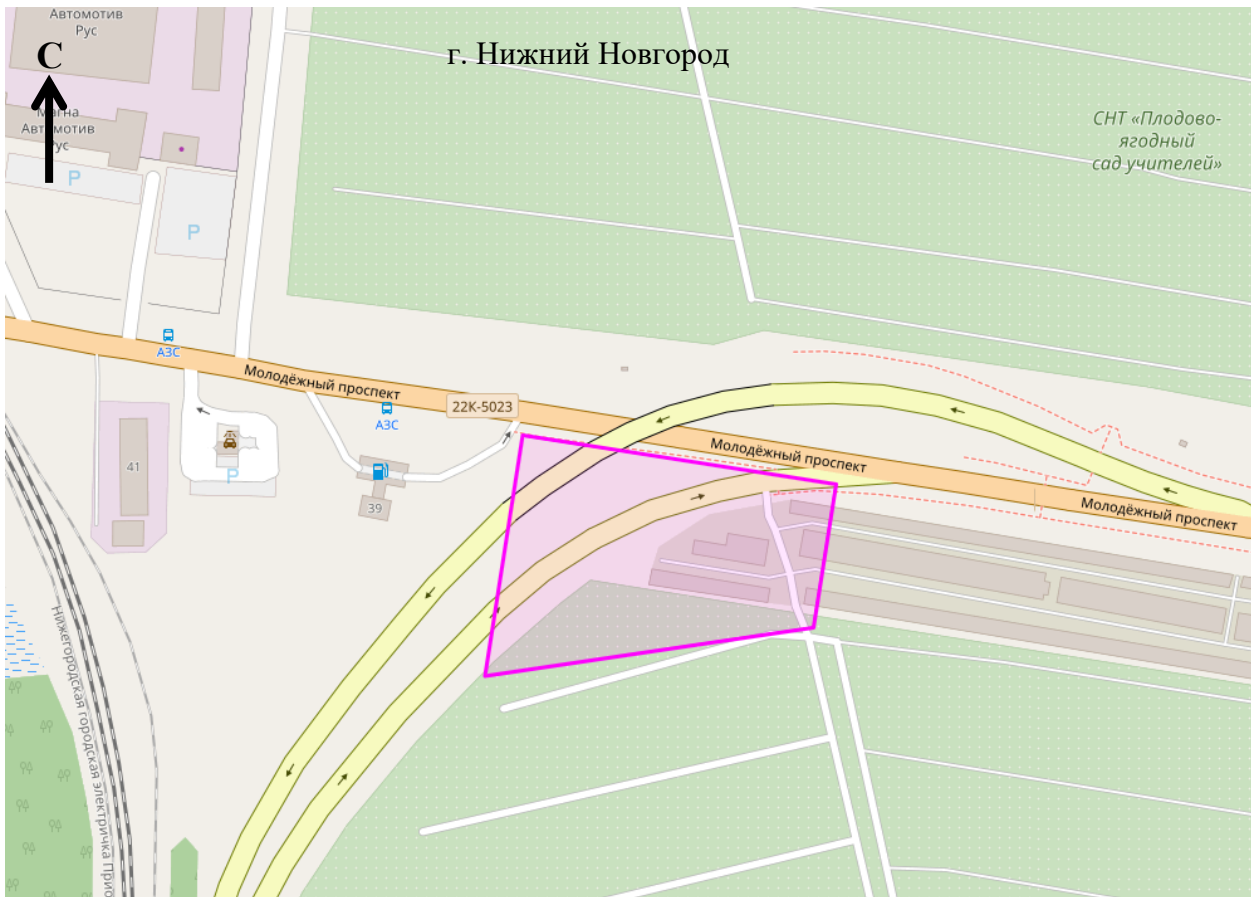 Автомотив
Рус
С
г. Нижний Новгород
Магна
Автомотив
Рус
P
СНТ «Плодово-
ягодный
сад учителей»
P
АЗС
Молодёжный проспект
22К-5023
АЗС
Молодёжный проспект
41
P
39
Молодёжный проспект
Нижегородская городская электричка Прио